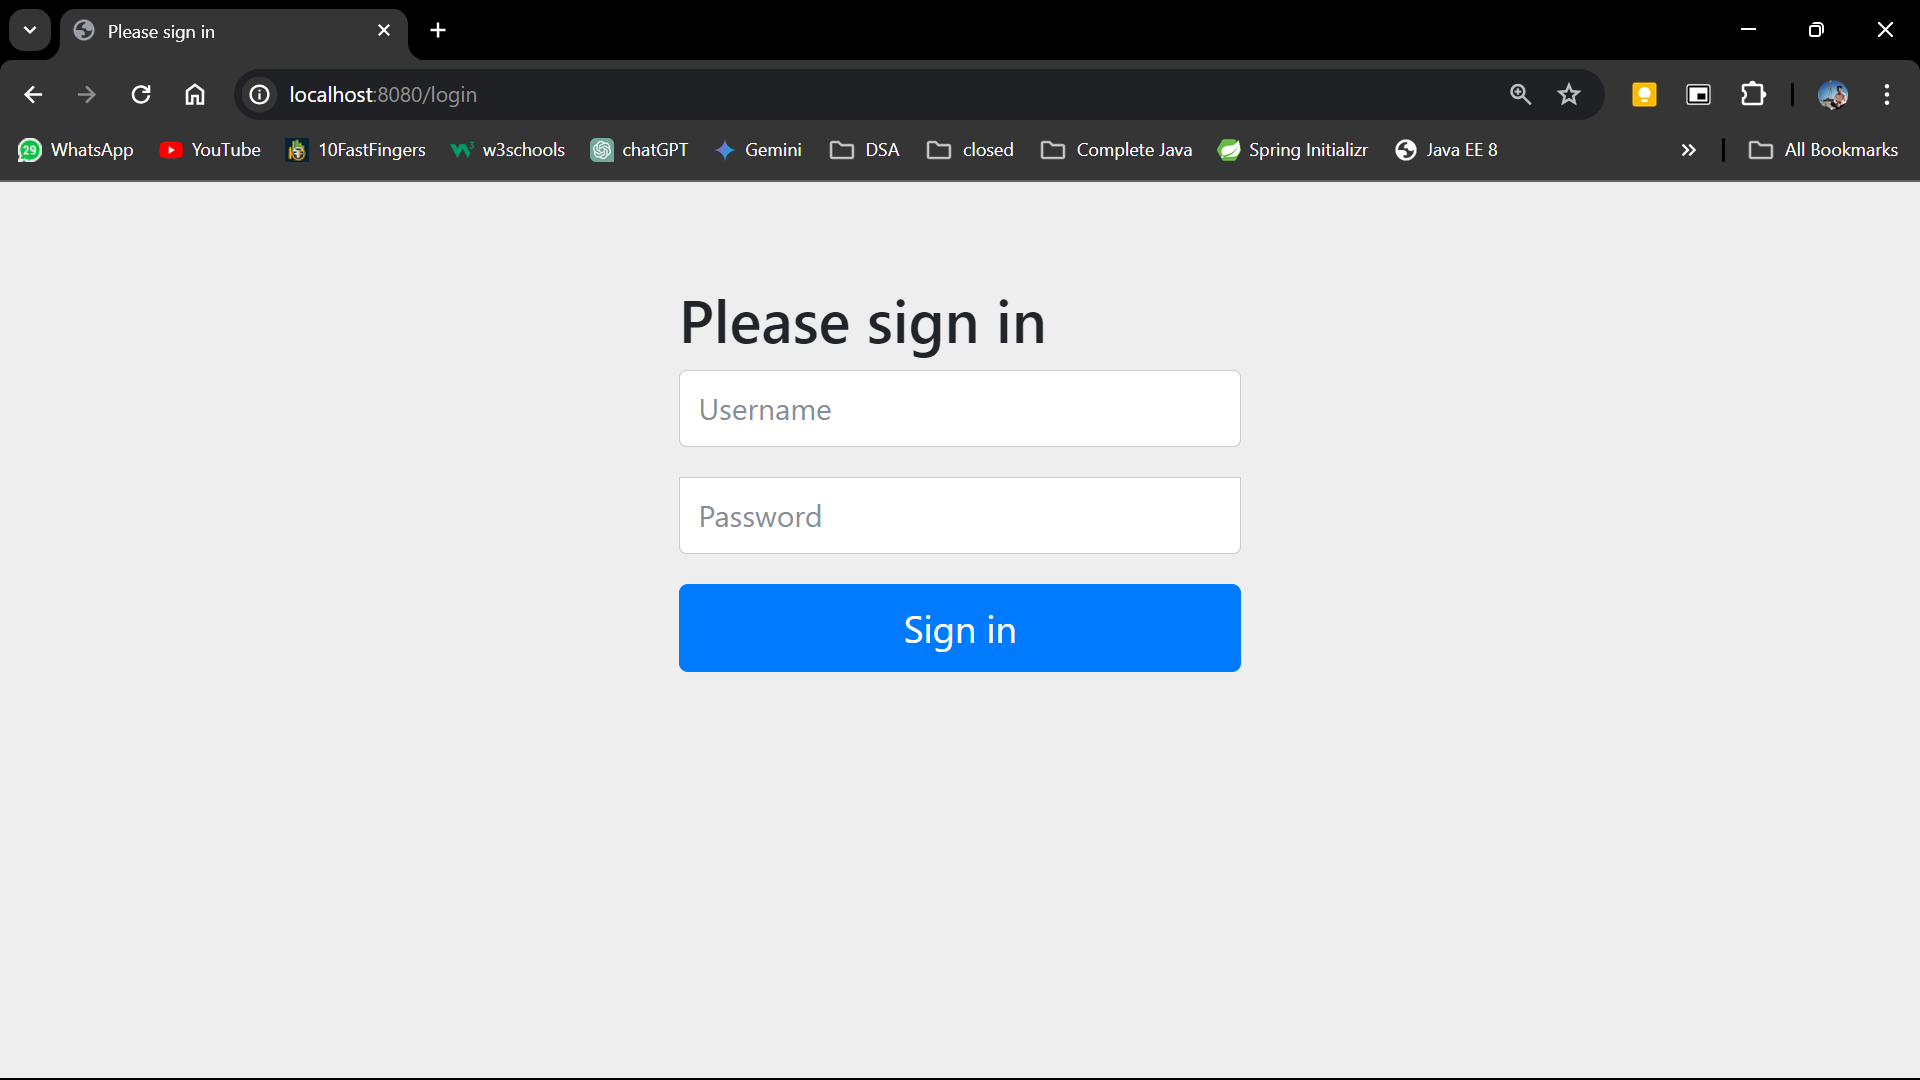 Please sign in
localhost:8080/login
29 WhatsApp YouTube 10FastFingers w3schools chatGPT Gemini DSA closed Complete Java Spring Initializr Java EE 8 All Bookmarks
Please sign in
Username
Password
Sign in